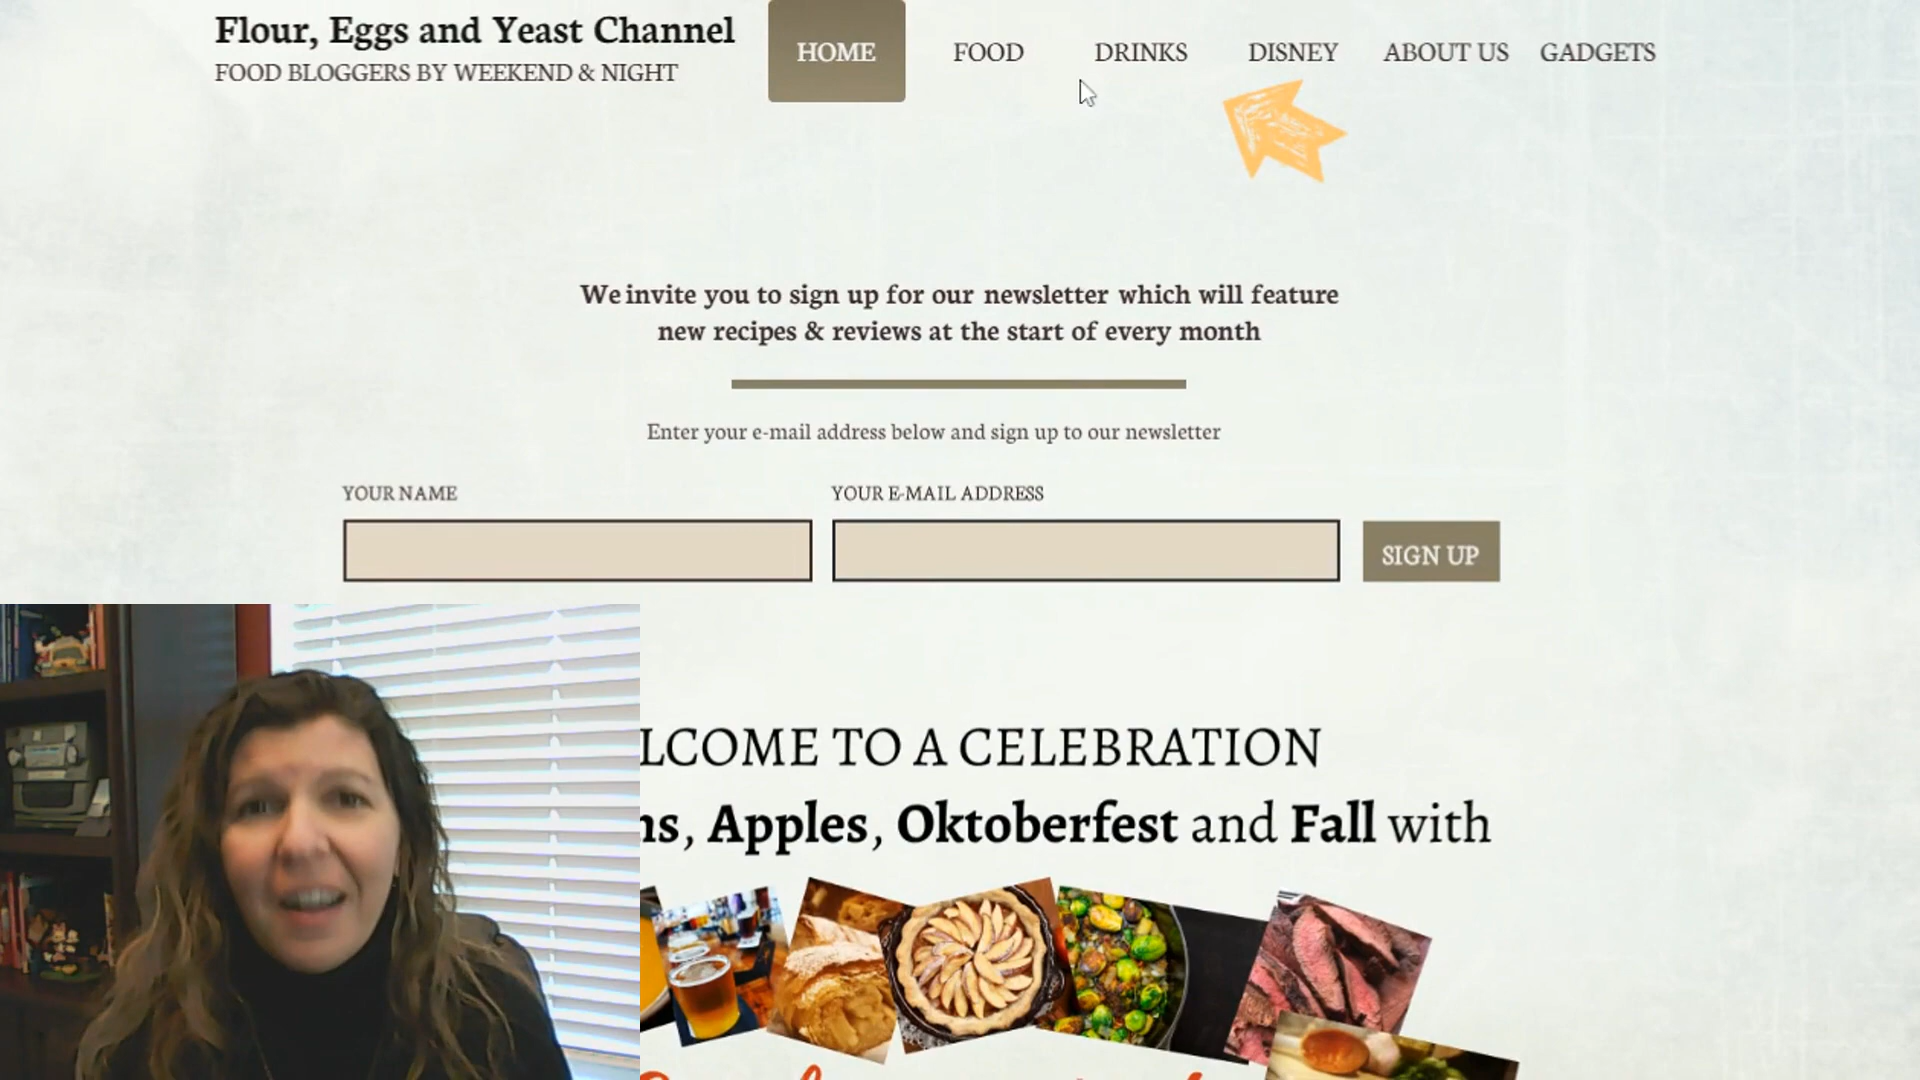 Flour, Eggs and Yeast Channel
FOOD BLOGGERS BY WEEKEND & NIGHT
HOME FOOD DRINKS DISNEY ABOUT US GADGETS
We invite you to sign up for our newsletter which will feature
new recipes & reviews at the start of every month
Enter your e-mail address below and sign up to our newsletter
YOUR NAME YOUR E-MAIL ADDRESS
SIGN UP
LCOME TO A CELEBRATION
ns, Apples, Oktoberfest and Fall with